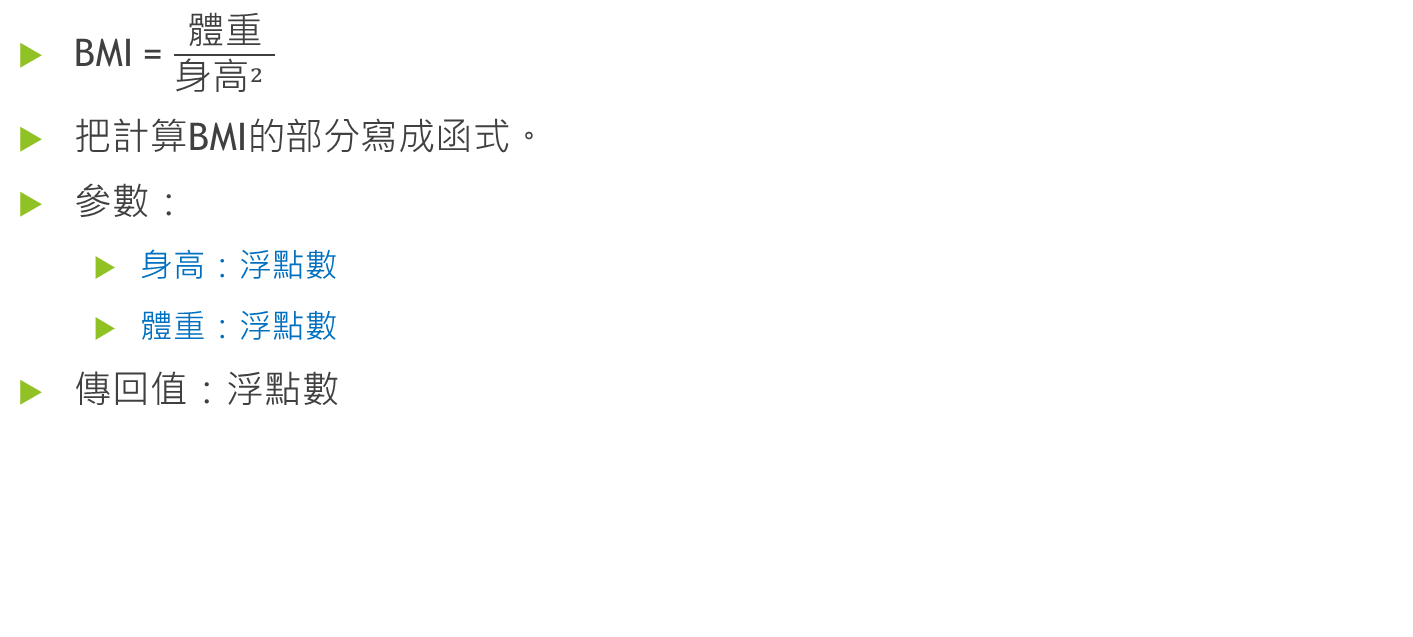 BMI = 體重
身高²
把計算BMI的部分寫成函式。
參數：
身高：浮點數
體重：浮點數
傳回值：浮點數